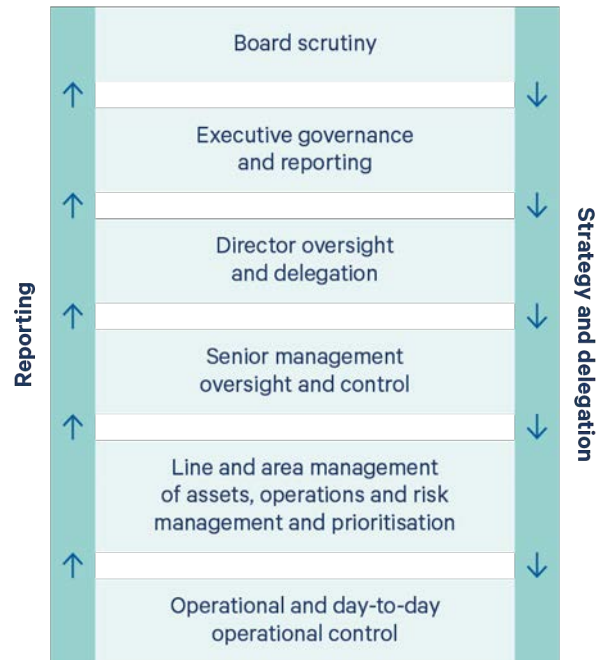 Board scrutiny
Executive governance
and reporting
Director oversight
and delegation
Senior management
oversight and control
Line and area management
of assets, operations and risk
management and prioritisation
Operational and day-to-day
operational control
Reporting
Strategy and delegation